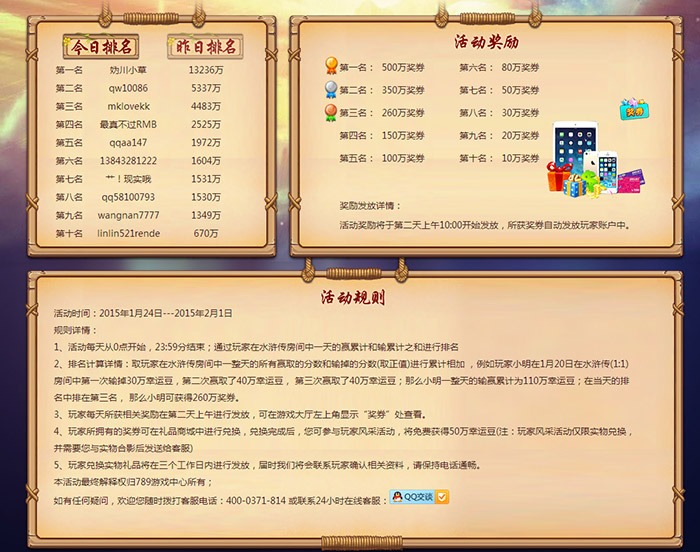 今日排名 昨日排名
第一名 妫川小草 13236万
第二名 qw10086 5337万
第三名 mklovekk 4483万
第四名 最真不过RMB 2525万
第五名 qqaa147 1972万
第六名 13843281222 1604万
第七名 艹！现实哦 1531万
第八名 qq58100793 1530万
第九名 wangnan7777 1349万
第十名 linlin521rende 670万
活动奖励
第一名： 500万奖券 第六名： 80万奖券
第二名： 350万奖券 第七名： 50万奖券
第三名： 260万奖券 第八名： 30万奖券
第四名： 150万奖券 第九名： 20万奖券
第五名： 100万奖券 第十名： 10万奖券
奖券
奖励发放详情：
活动奖励将于第二天上午10:00开始发放，所获奖券自动发放玩家账户中。
活动规则
活动时间：2015年1月24日---2015年2月1日
规则详情：
1、活动每天从0点开始，23:59分结束；通过玩家在水浒传房间中一天的赢累计和输累计之和进行排名
2、排名计算详情：取玩家在水浒传房间中一整天的所有赢取的分数和输掉的分数(取正值)进行累计相加 ，例如玩家小明在1月20日在水浒传(1:1)
房间中第一次输掉30万幸运豆，第二次赢取了40万幸运豆， 第三次赢取了40万幸运豆；那么小明一整天的输赢累计为110万幸运豆；在当天的排
名中排在第三名， 那么小明可获得260万奖券。
3、玩家每天所获相关奖励在第二天上午进行发放，可在游戏大厅左上角显示“奖券”处查看。
4、玩家所拥有的奖券可在礼品商城中进行兑换，兑换完成后，您可参与玩家风采活动，将免费获得50万幸运豆(注：玩家风采活动仅限实物兑换，
并需要您与实物合影后发送给客服)
5、玩家兑换实物礼品将在三个工作日内进行发放，届时我们将会联系玩家确认相关资料，请保持电话通畅。
本活动最终解释权归789游戏中心所有；
如有任何疑问，欢迎您随时拨打客服电话：400-0371-814 或联系24小时在线客服： QQ交谈